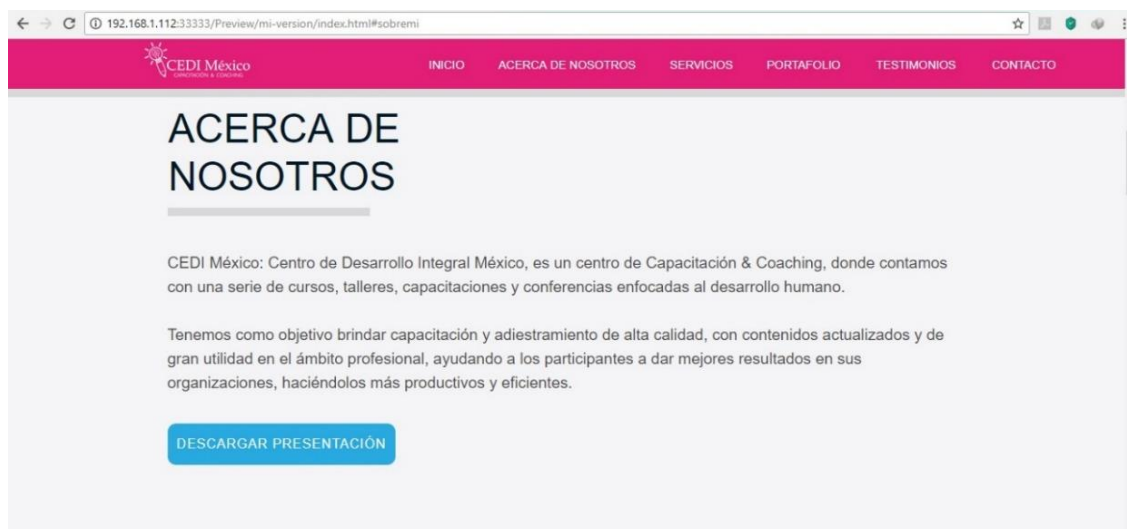 192.168.1.112:33333/Preview/mi-version/index.html#sobremi
CEDI México
CAPACITACIÓN & COACHING
INICIO ACERCA DE NOSOTROS SERVICIOS PORTAFOLIO TESTIMONIOS CONTACTO
ACERCA DE
NOSOTROS
CEDI México: Centro de Desarrollo Integral México, es un centro de Capacitación & Coaching, donde contamos
con una serie de cursos, talleres, capacitaciones y conferencias enfocadas al desarrollo humano.
Tenemos como objetivo brindar capacitación y adiestramiento de alta calidad, con contenidos actualizados y de
gran utilidad en el ámbito profesional, ayudando a los participantes a dar mejores resultados en sus
organizaciones, haciéndolos más productivos y eficientes.
DESCARGAR PRESENTACIÓN